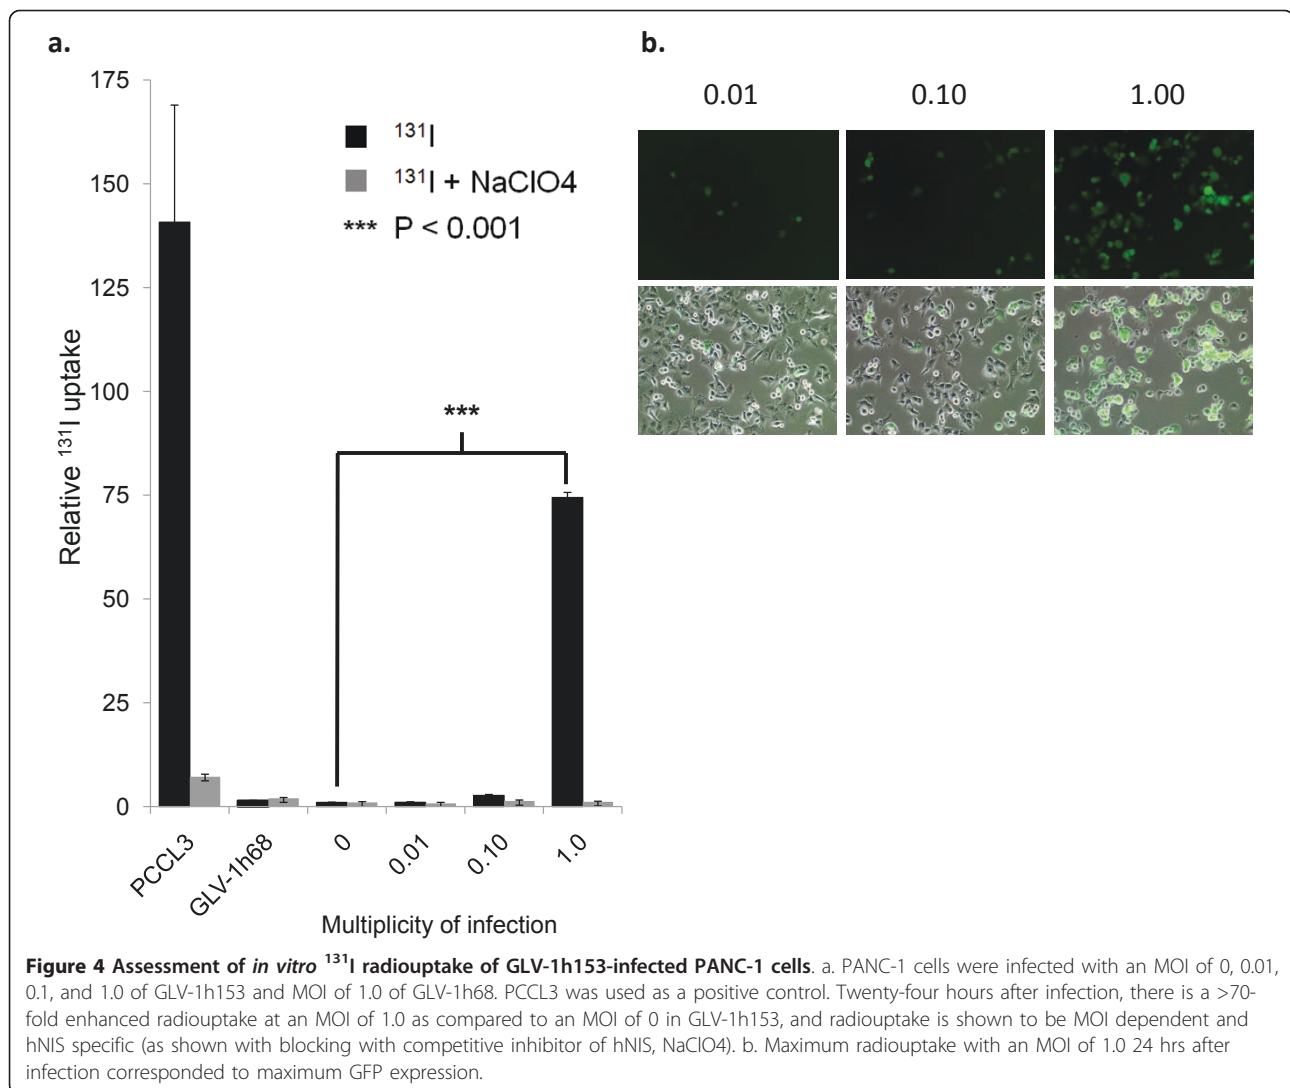 a.
175
150
125
100
75
50
25
0
Relative ¹³¹I uptake
¹³¹I
¹³¹I + NaClO4
*** P < 0.001
***
PCCL3
GLV-1h68
0
0.01
0.10
1.0
Multiplicity of infection
b.
0.01 0.10 1.00
Figure 4 Assessment of in vitro ¹³¹I radiouptake of GLV-1h153-infected PANC-1 cells. a. PANC-1 cells were infected with an MOI of 0, 0.01,
0.1, and 1.0 of GLV-1h153 and MOI of 1.0 of GLV-1h68. PCCL3 was used as a positive control. Twenty-four hours after infection, there is a >70-
fold enhanced radiouptake at an MOI of 1.0 as compared to an MOI of 0 in GLV-1h153, and radiouptake is shown to be MOI dependent and
hNIS specific (as shown with blocking with competitive inhibitor of hNIS, NaClO4). b. Maximum radiouptake with an MOI of 1.0 24 hrs after
infection corresponded to maximum GFP expression.